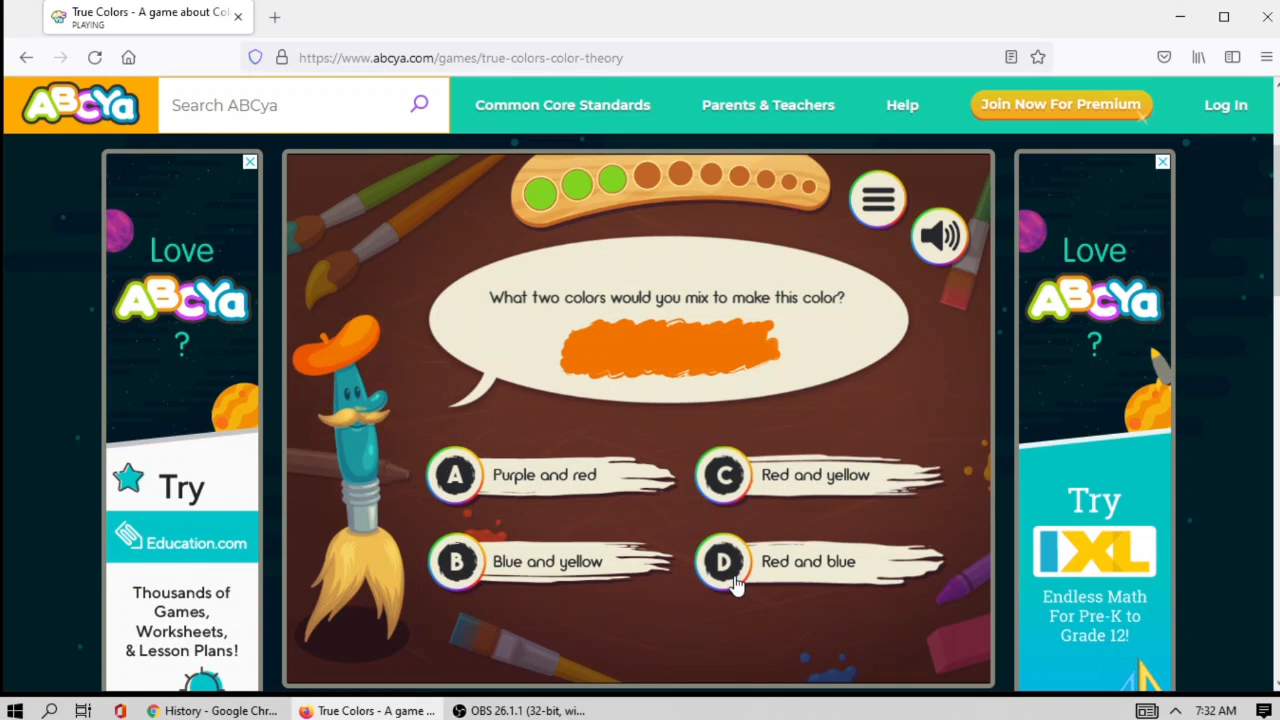 True Colors - A game about Col
PLAYING
https://www.abcya.com/games/true-colors-color-theory
ABCYa
Search ABCya
Common Core Standards
Parents & Teachers
Help
Join Now For Premium
Log In
Love
ABCYa
?
Try
Education.com
Thousands of
Games,
Worksheets,
& Lesson Plans!
What two colors would you mix to make this color?
A Purple and red
C Red and yellow
B Blue and yellow
D Red and blue
Love
ABCYa
?
Try
IXL
Endless Math
For Pre-K to
Grade 12!
History - Google Chr...
True Colors - A game ...
OBS 26.1.1 (32-bit, wi...
7:32 AM